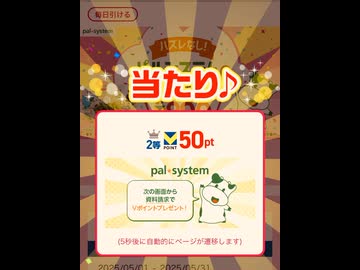 毎日引ける
pal*system
ハズレなし!
当たり♪
2等 V POINT 50pt
pal*system
次の画面から
資料請求で
Vポイントプレゼント!
(5秒後に自動的にページが遷移します)
2025/05/01 ~ 2025/05/31